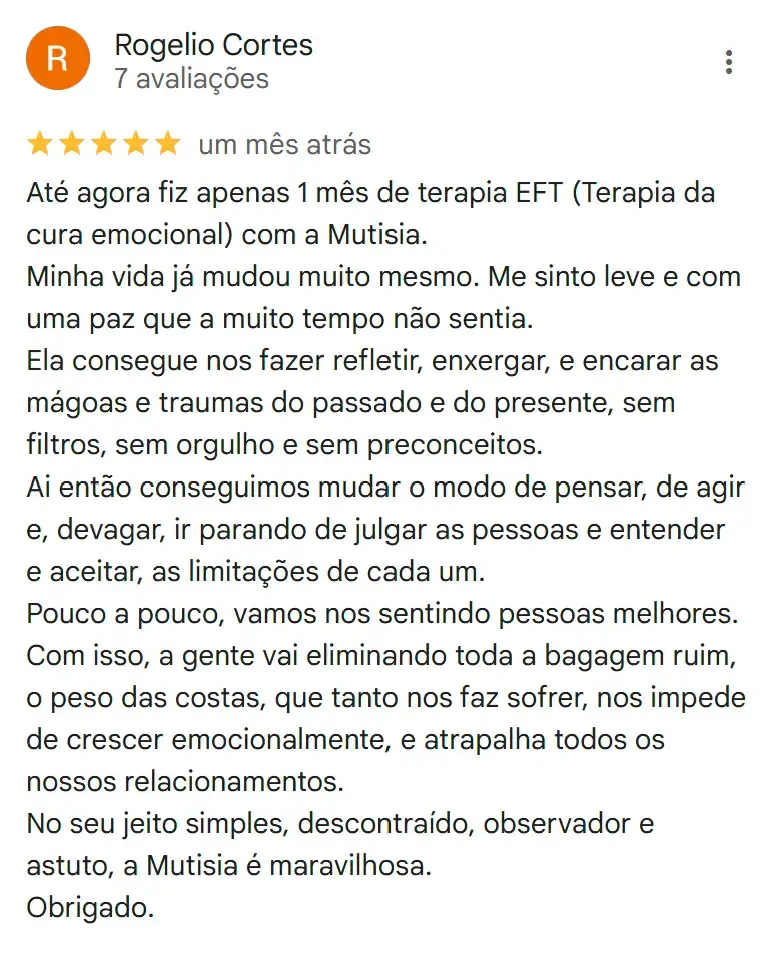 R
Rogelio Cortes
7 avaliações
um mês atrás
Até agora fiz apenas 1 mês de terapia EFT (Terapia da
cura emocional) com a Mutisia.
Minha vida já mudou muito mesmo. Me sinto leve e com
uma paz que a muito tempo não sentia.
Ela consegue nos fazer refletir, enxergar, e encarar as
mágoas e traumas do passado e do presente, sem
filtros, sem orgulho e sem preconceitos.
Ai então conseguimos mudar o modo de pensar, de agir
e, devagar, ir parando de julgar as pessoas e entender
e aceitar, as limitações de cada um.
Pouco a pouco, vamos nos sentindo pessoas melhores.
Com isso, a gente vai eliminando toda a bagagem ruim,
o peso das costas, que tanto nos faz sofrer, nos impede
de crescer emocionalmente, e atrapalha todos os
nossos relacionamentos.
No seu jeito simples, descontraído, observador e
astuto, a Mutisia é maravilhosa.
Obrigado.